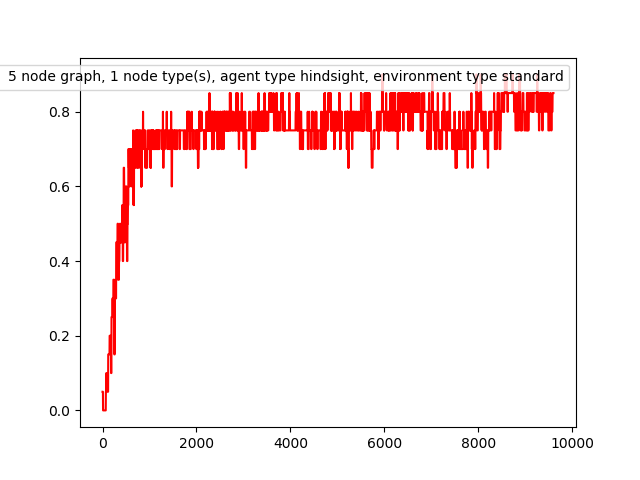 5 node graph, 1 node type(s), agent type hindsight, environment type standard
0.8
0.6
0.4
0.2
0.0
0 2000 4000 6000 8000 10000